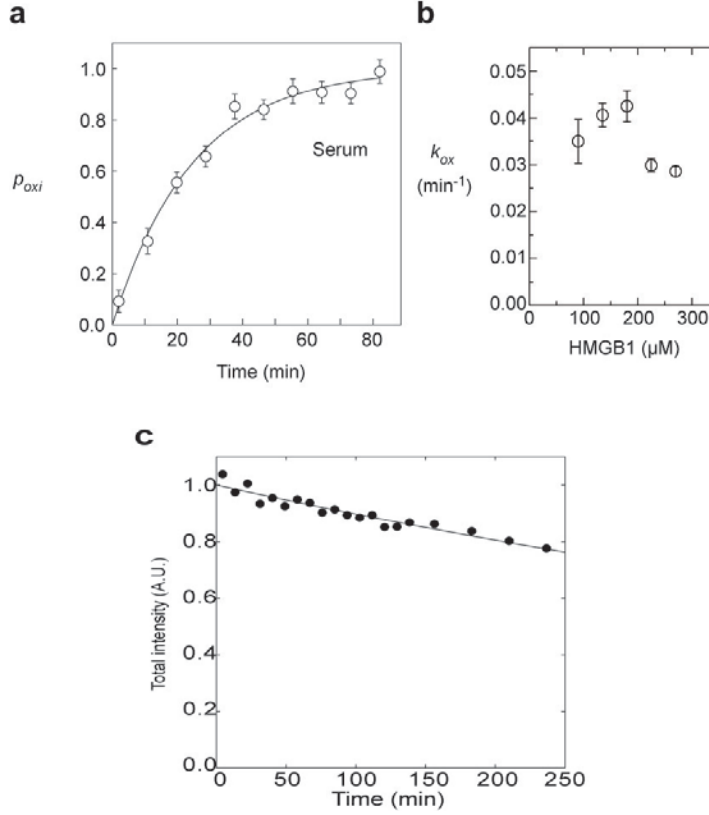 a
1.0
0.8
0.6
0.4
0.2
0.0
p_oxi
Serum
0 20 40 60 80
Time (min)
b
0.05
0.04
0.03
0.02
0.01
0.00
k_ox
(min⁻¹)
0 100 200 300
HMGB1 (μM)
c
1.0
0.8
0.6
0.4
0.2
0.0
Total intensity (A.U.)
0 50 100 150 200 250
Time (min)